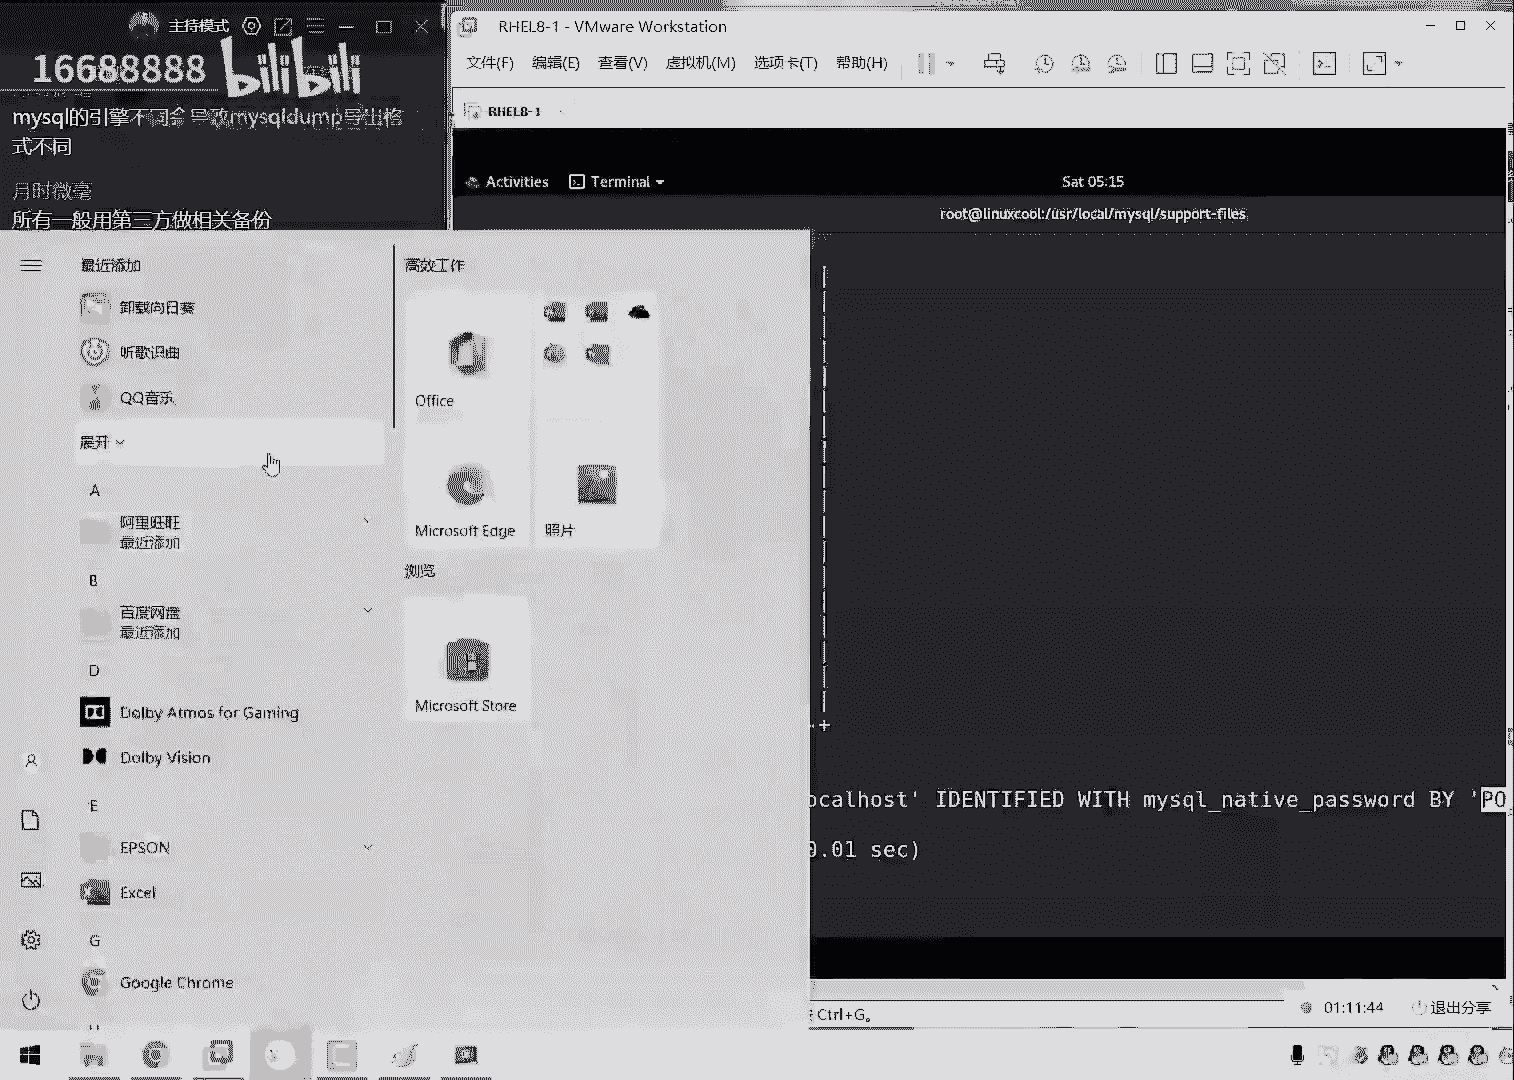 主持模式
16688888
bilibili
mysql的引擎不同会导致mysqldump导出格
式不同
月时微毫
所有一般用第三方做相关备份
RHEL8-1 - VMware Workstation
文件(F) 编辑(E) 查看(V) 虚拟机(M) 选项卡(T) 帮助(H)
RHEL8-1
Activities Terminal
Sat 05:15
root@linuxcool:/usr/local/mysql/support-files
最近添加
卸载向日葵
听歌识曲
QQ音乐
展开
A
阿里旺旺
最近添加
B
百度网盘
最近添加
D
Dolby Atmos for Gaming
Dolby Vision
E
EPSON
Excel
G
Google Chrome
高效工作
Office
Microsoft Edge
照片
浏览
Microsoft Store
ocalhost' IDENTIFIED WITH mysql_native_password BY 'PO
0.01 sec)
Ctrl+G。
01:11:44 退出分享